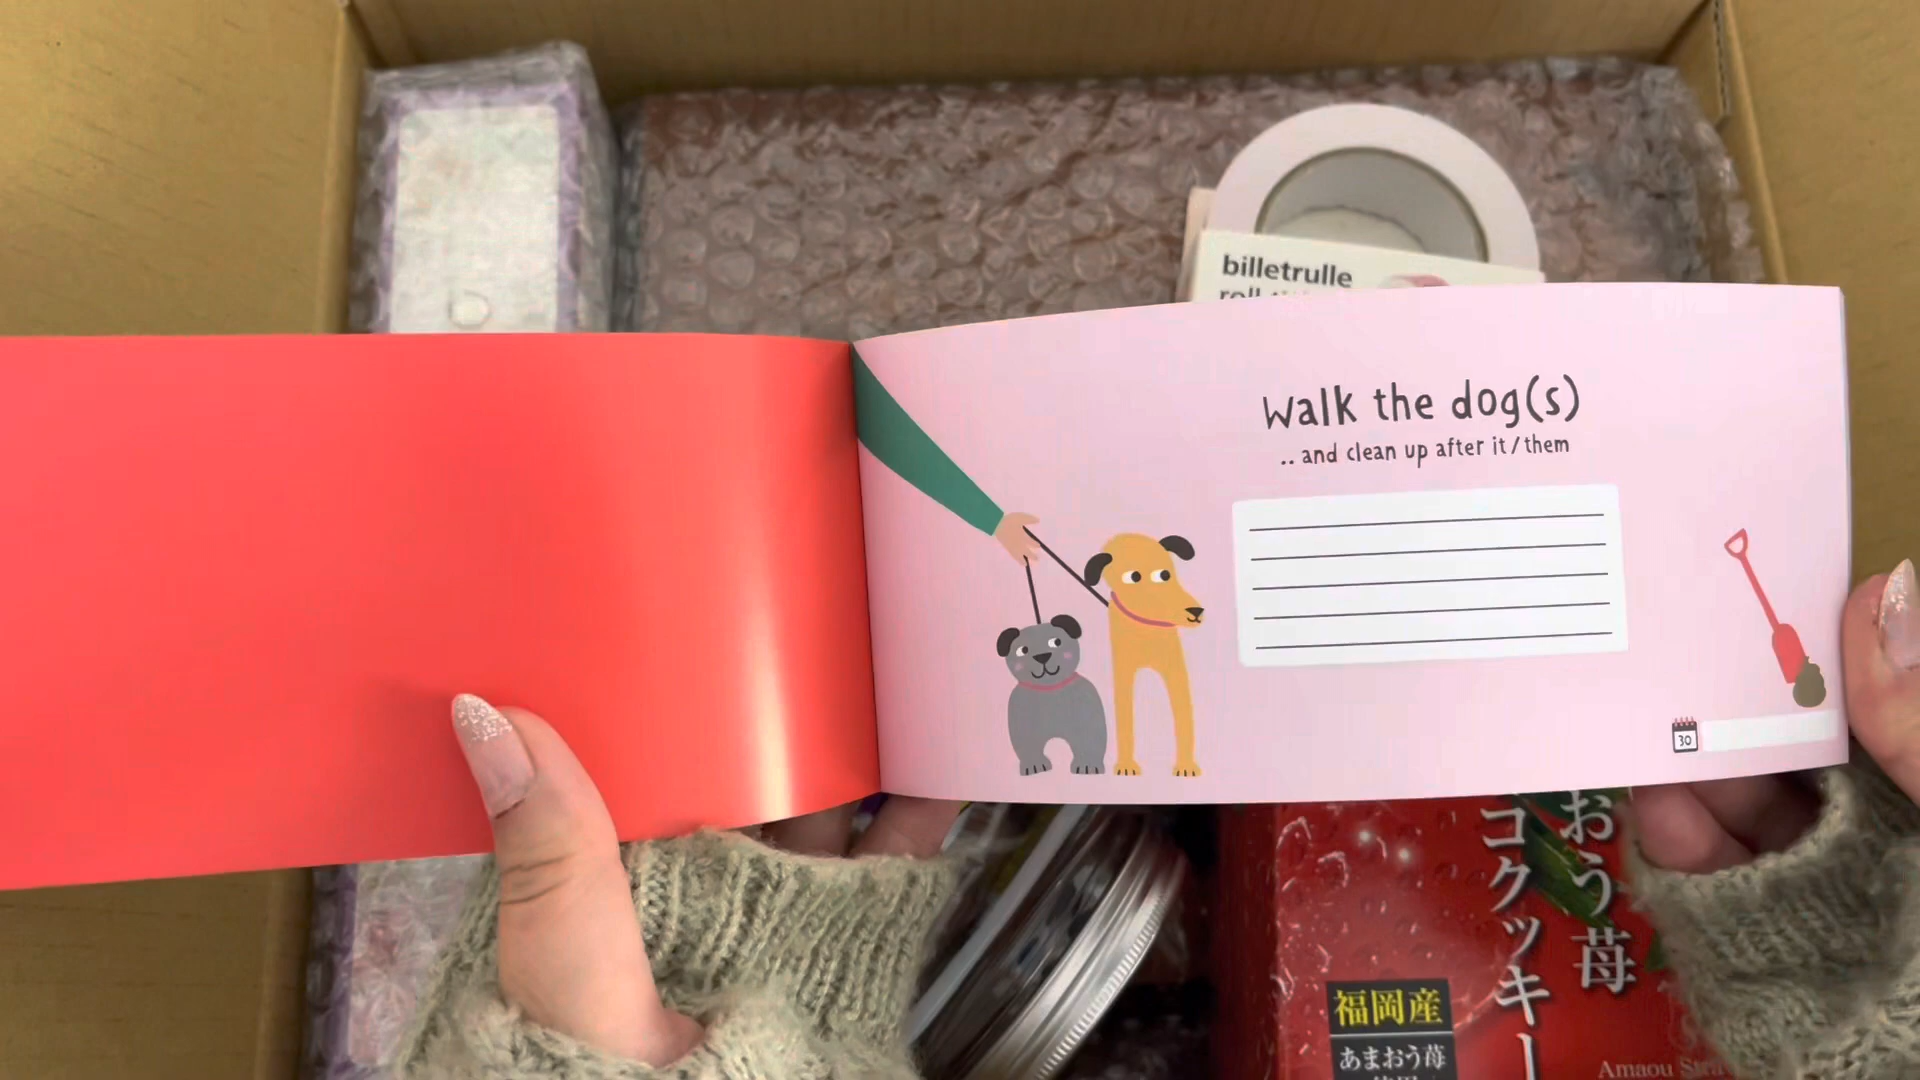 billetrulle
Walk the dog(s)
.. and clean up after it/them
30
おう苺
コクッキー
福岡産
あまおう苺
Amaou